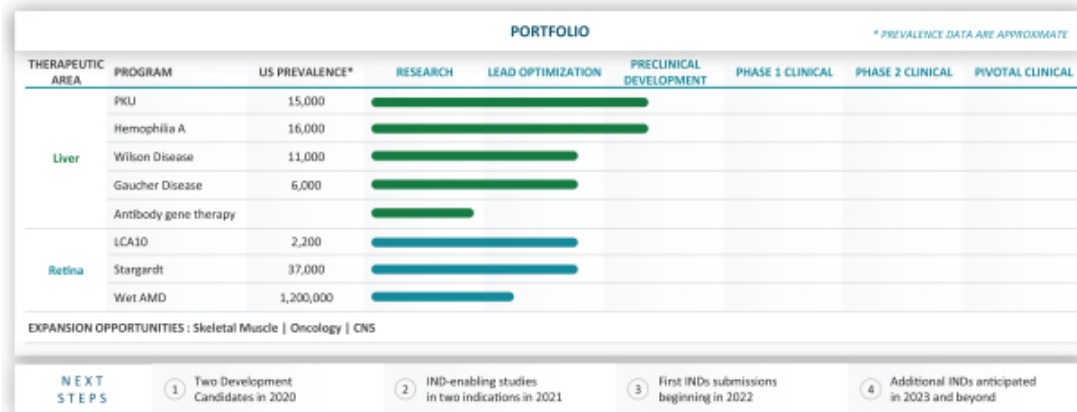 PORTFOLIO
* PREVALENCE DATA ARE APPROXIMATE
THERAPEUTIC
AREA
PROGRAM
US PREVALENCE*
RESEARCH
LEAD OPTIMIZATION
PRECLINICAL
DEVELOPMENT
PHASE 1 CLINICAL
PHASE 2 CLINICAL
PIVOTAL CLINICAL
Liver
PKU 15,000
Hemophilia A 16,000
Wilson Disease 11,000
Gaucher Disease 6,000
Antibody gene therapy
Retina
LCA10 2,200
Stargardt 37,000
Wet AMD 1,200,000
EXPANSION OPPORTUNITIES : Skeletal Muscle | Oncology | CNS
NEXT
STEPS
1 Two Development
Candidates in 2020
2 IND-enabling studies
in two indications in 2021
3 First INDs submissions
beginning in 2022
4 Additional INDs anticipated
in 2023 and beyond